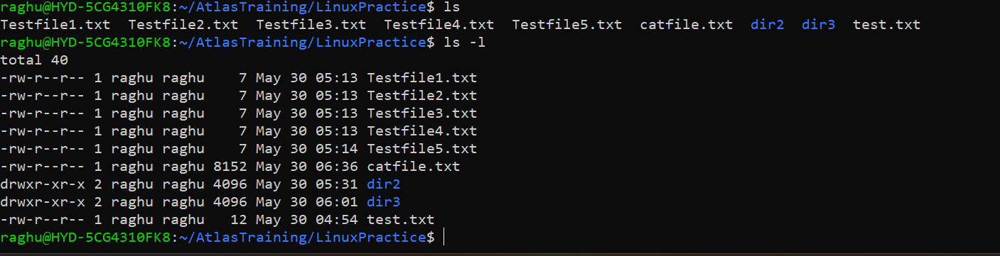 raghu@HYD-5CG4310FK8:~/AtlasTraining/LinuxPractice$ ls
Testfile1.txt  Testfile2.txt  Testfile3.txt  Testfile4.txt  Testfile5.txt  catfile.txt  dir2  dir3  test.txt
raghu@HYD-5CG4310FK8:~/AtlasTraining/LinuxPractice$ ls -l
total 40
-rw-r--r-- 1 raghu raghu    7 May 30 05:13 Testfile1.txt
-rw-r--r-- 1 raghu raghu    7 May 30 05:13 Testfile2.txt
-rw-r--r-- 1 raghu raghu    7 May 30 05:13 Testfile3.txt
-rw-r--r-- 1 raghu raghu    7 May 30 05:13 Testfile4.txt
-rw-r--r-- 1 raghu raghu    7 May 30 05:14 Testfile5.txt
-rw-r--r-- 1 raghu raghu 8152 May 30 06:36 catfile.txt
drwxr-xr-x 2 raghu raghu 4096 May 30 05:31 dir2
drwxr-xr-x 2 raghu raghu 4096 May 30 06:01 dir3
-rw-r--r-- 1 raghu raghu   12 May 30 04:54 test.txt
raghu@HYD-5CG4310FK8:~/AtlasTraining/LinuxPractice$